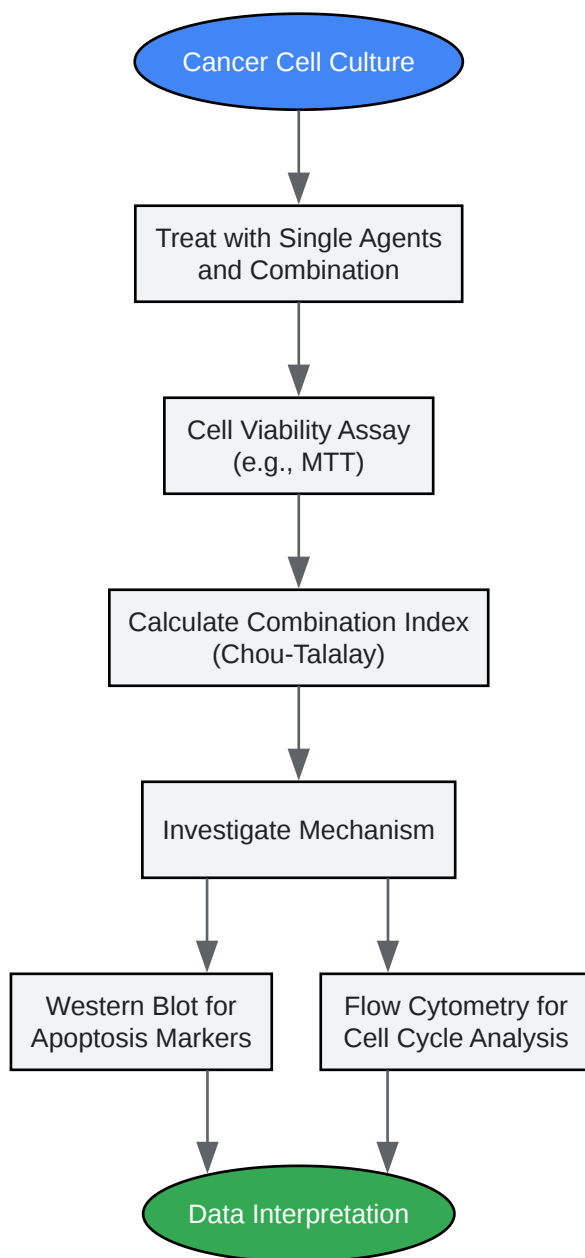 Cancer Cell Culture
Treat with Single Agents
and Combination
Cell Viability Assay
(e.g., MTT)
Calculate Combination Index
(Chou-Talalay)
Investigate Mechanism
Western Blot for
Apoptosis Markers
Flow Cytometry for
Cell Cycle Analysis
Data Interpretation